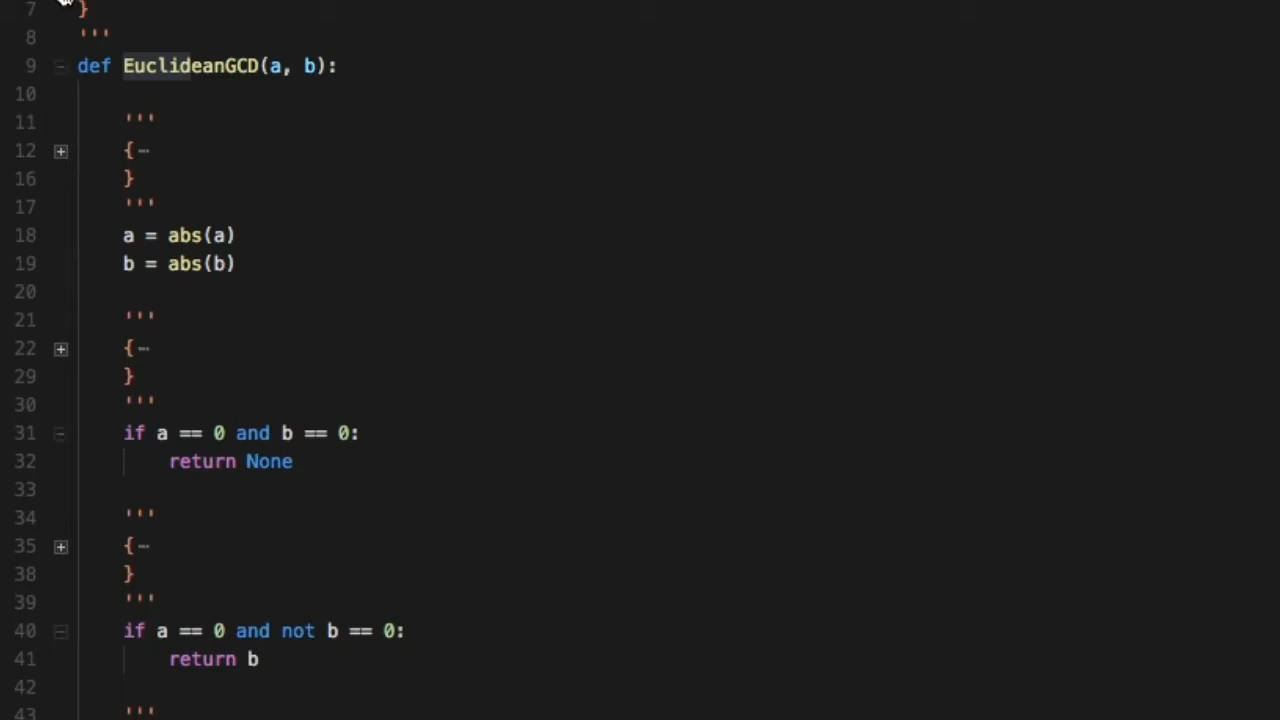 7 }
8 '''
9 def EuclideanGCD(a, b):
10
11 '''
12 {⋯
16 }
17 '''
18 a = abs(a)
19 b = abs(b)
20
21 '''
22 {⋯
29 }
30 '''
31 if a == 0 and b == 0:
32 return None
33
34 '''
35 {⋯
38 }
39 '''
40 if a == 0 and not b == 0:
41 return b
42
43 '''